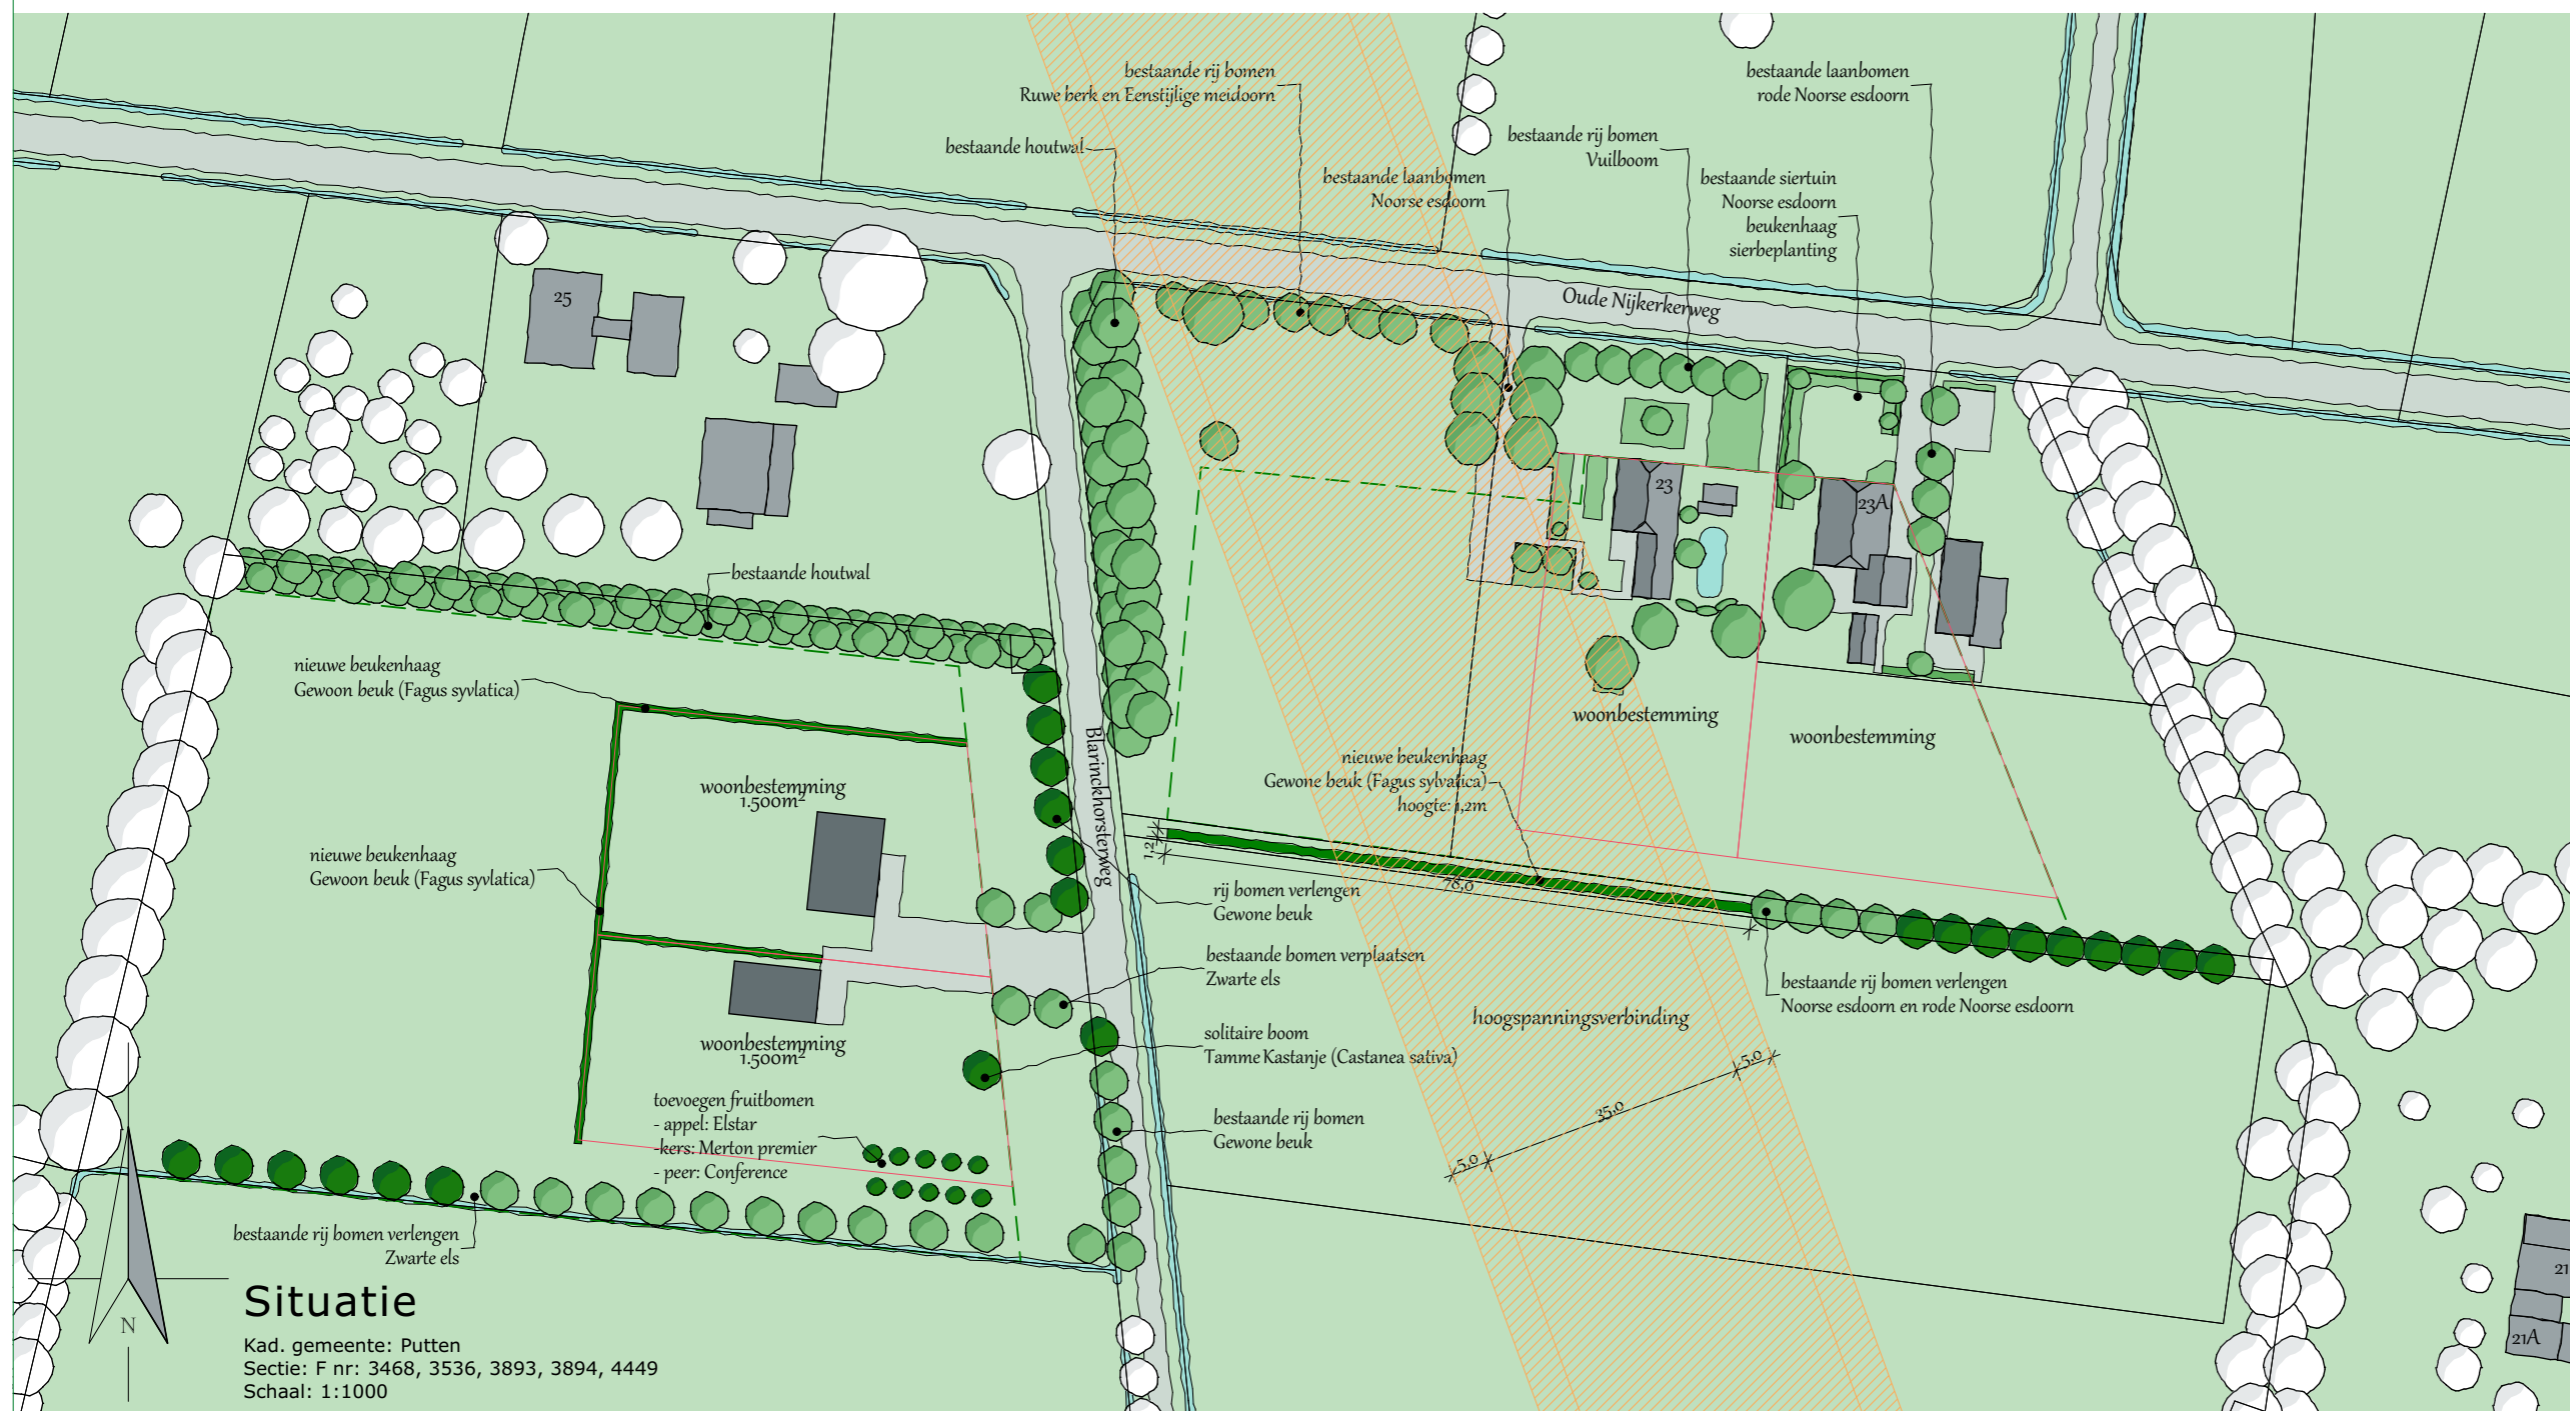 bestaande rij bomen
Ruwe berk en Eenstijlige meidoorn
bestaande houtwal
bestaande laanbomen
Noorse esdoorn
bestaande rij bomen
Vuilboom
bestaande laanbomen
rode Noorse esdoorn
bestaande siertuin
Noorse esdoorn
beukenhaag
sierbeplanting
Oude Nijkerkerweg
25
23
23A
bestaande houtwal
nieuwe beukenhaag
Gewoon beuk (Fagus syvlatica)
woonbestemming
1.500m²
nieuwe beukenhaag
Gewoon beuk (Fagus syvlatica)
Blarinckhorsterweg
woonbestemming
woonbestemming
nieuwe beukenhaag
Gewone beuk (Fagus sylvatica)
hoogte: 1,2m
1,2
78,0
rij bomen verlengen
Gewone beuk
bestaande bomen verplaatsen
Zwarte els
bestaande rij bomen verlengen
Noorse esdoorn en rode Noorse esdoorn
hoogspanningsverbinding
solitaire boom
Tamme Kastanje (Castanea sativa)
5,0
35,0
5,0
woonbestemming
1.500m²
toevoegen fruitbomen
- appel: Elstar
-kers: Merton premier
- peer: Conference
bestaande rij bomen
Gewone beuk
bestaande rij bomen verlengen
Zwarte els
21
21A
N
Situatie
Kad. gemeente: Putten
Sectie: F nr: 3468, 3536, 3893, 3894, 4449
Schaal: 1:1000